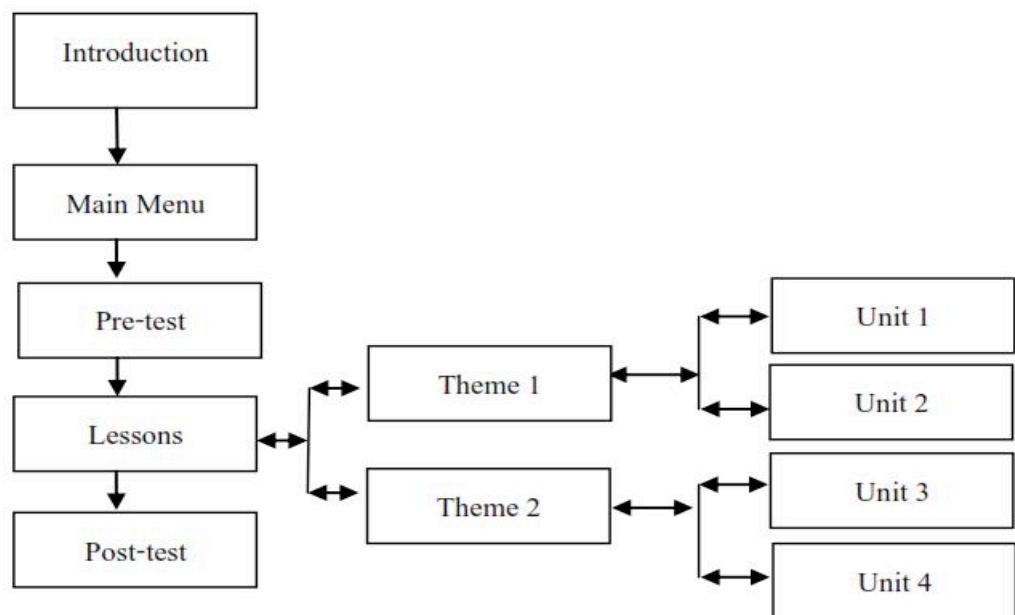 Introduction
Main Menu
Pre-test
Lessons
Post-test
Theme 1
Theme 2
Unit 1
Unit 2
Unit 3
Unit 4